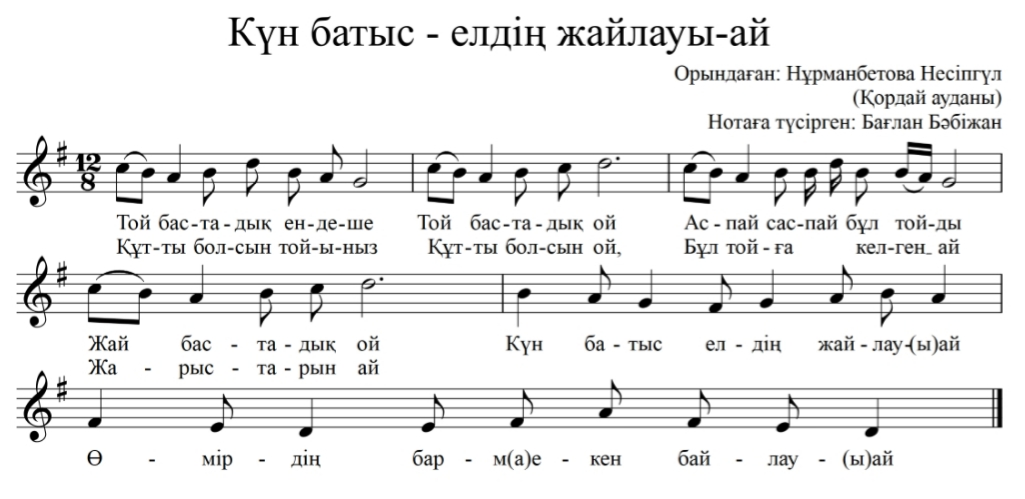 Күн батыс - елдің жайлауы-ай
Орындаған: Нұрманбетова Несіпгүл
(Қордай ауданы)
Нотаға түсірген: Бағлан Бәбіжан
12
8
Той бас-та-дық ен-де-ше Той бас-та-дық ой Ас-пай сас-пай бұл той-ды
Құт-ты бол-сын той-ы-ныз Құт-ты бол-сын ой, Бұл той-ға кел-ген_ ай
Жай бас - та-дық ой Күн ба-тыс ел-дің жай-лау-(ы)ай
Жа - рыс - та-рын ай
Ө - мір-дің бар-м(а)е-кен бай-лау-(ы)ай